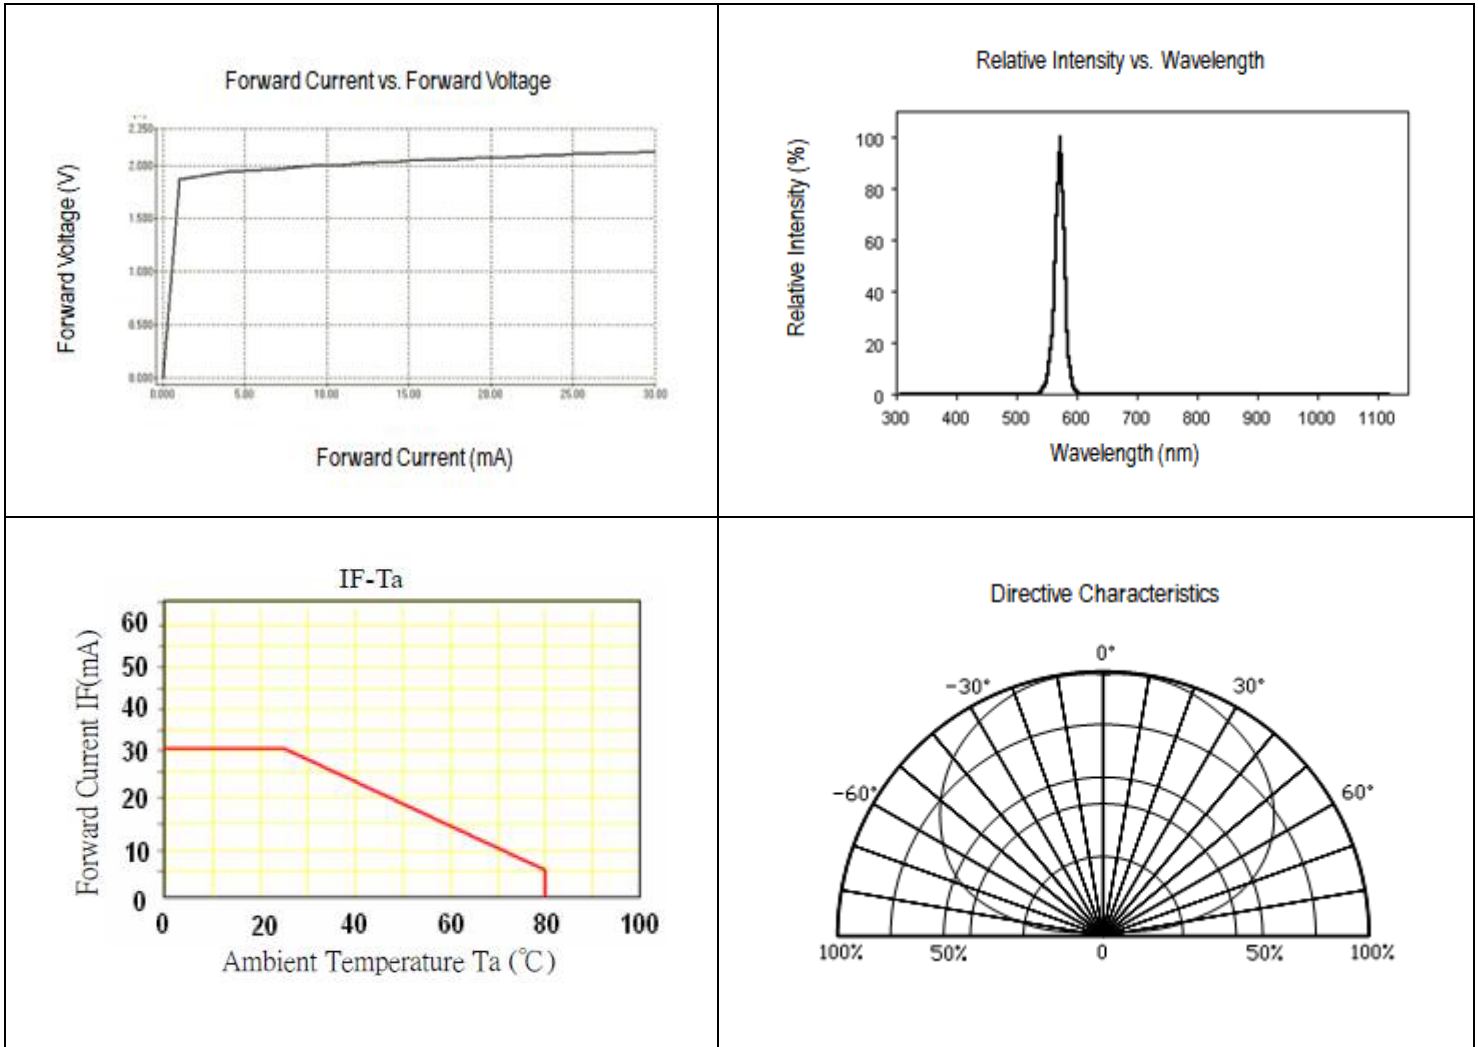 Forward Current vs. Forward Voltage
Forward Voltage (V)
2.350
2.000
1.500
1.000
0.500
0.000
0.000 5.00 10.00 15.00 20.00 25.00 30.00
Forward Current (mA)
Relative Intensity vs. Wavelength
Relative Intensity (%)
100
80
60
40
20
0
300 400 500 600 700 800 900 1000 1100
Wavelength (nm)
IF-Ta
Forward Current IF(mA)
60
50
40
30
20
10
0
0 20 40 60 80 100
Ambient Temperature Ta (℃)
Directive Characteristics
0°
-30° 30°
-60° 60°
100% 50% 0 50% 100%